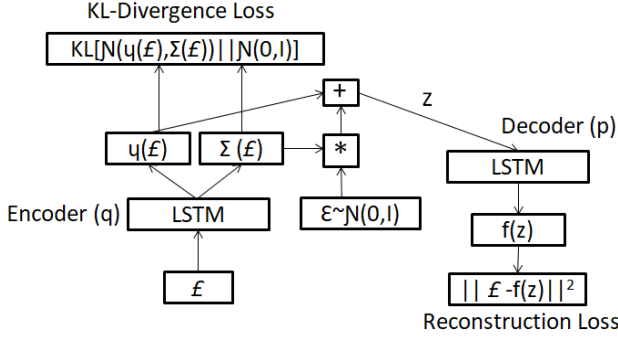 KL-Divergence Loss
KL[Ɲ(ɥ(£),Σ(£))||Ɲ(0,I)]
+
z
Decoder (p)
ɥ(£)
Σ (£)
*
LSTM
Encoder (q)
LSTM
Ɛ~Ɲ(0,I)
f(z)
£
|| £ -f(z)||²
Reconstruction Loss